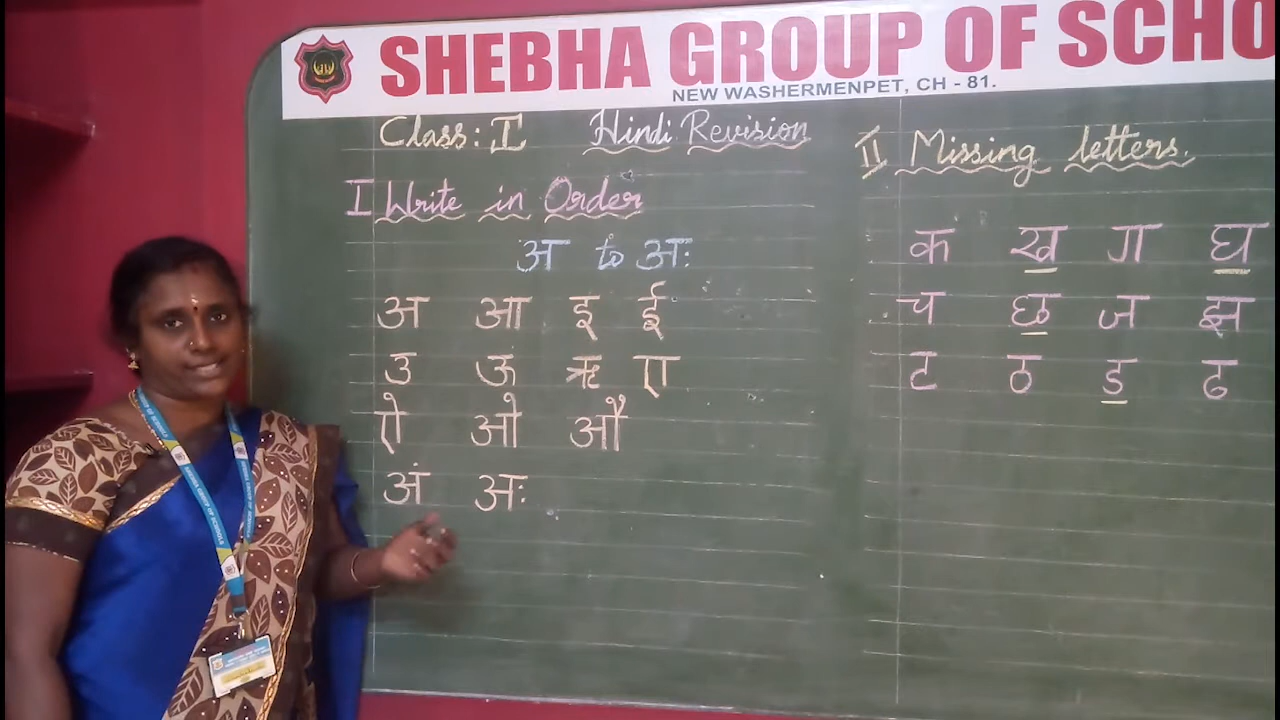 SHEBHA GROUP OF SCHO
NEW WASHERMENPET, CH - 81.
Class: I Hindi Revision
I Write in Order
अ to अः
अ आ इ ई
उ ऊ ऋ ए
ऐ ओ औ
अं अः
II Missing letters.
क ख ग घ
च छ ज झ
ट ठ ड ढ